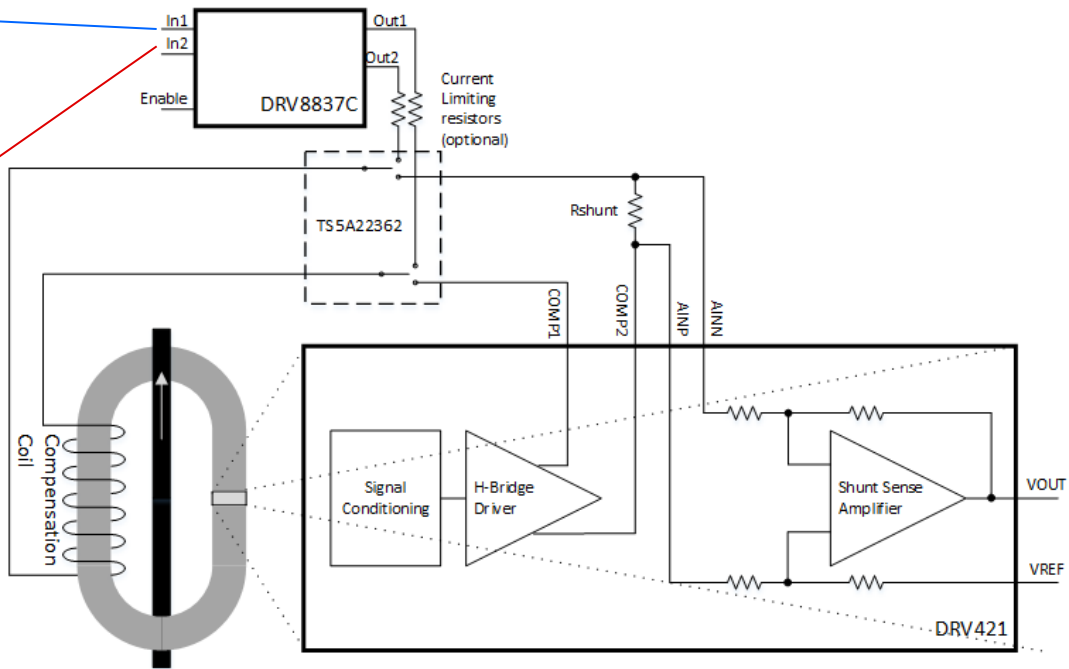 In1
Out1
In2
Out2
Enable
DRV8837C
Current
Limiting
resistors
(optional)
TS5A22362
Rshunt
COMP1
COMP2
AINP
AINN
Compensation
Coil
Signal
Conditioning
H-Bridge
Driver
Shunt Sense
Amplifier
VOUT
VREF
DRV421